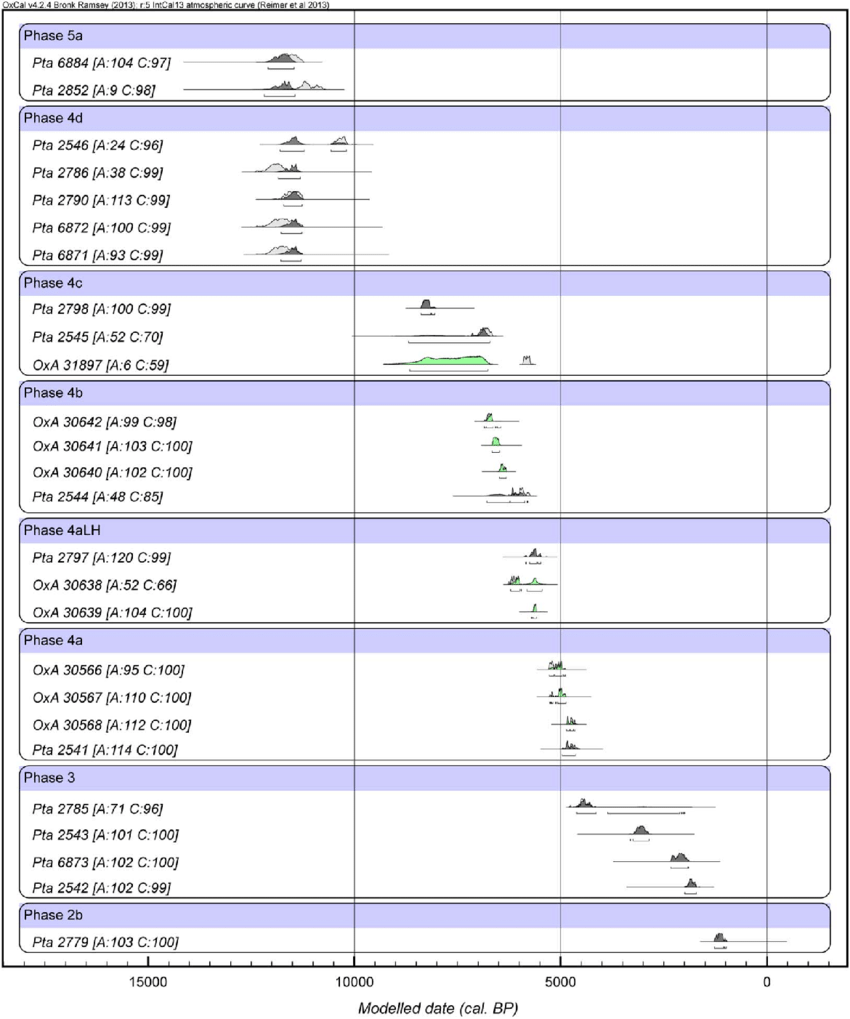 OxCal v4.2.4 Bronk Ramsey (2013); r:5 IntCal13 atmospheric curve (Reimer et al 2013)
Phase 5a
Pta 6884 [A:104 C:97]
Pta 2852 [A:9 C:98]
Phase 4d
Pta 2546 [A:24 C:96]
Pta 2786 [A:38 C:99]
Pta 2790 [A:113 C:99]
Pta 6872 [A:100 C:99]
Pta 6871 [A:93 C:99]
Phase 4c
Pta 2798 [A:100 C:99]
Pta 2545 [A:52 C:70]
OxA 31897 [A:6 C:59]
Phase 4b
OxA 30642 [A:99 C:98]
OxA 30641 [A:103 C:100]
OxA 30640 [A:102 C:100]
Pta 2544 [A:48 C:85]
Phase 4aLH
Pta 2797 [A:120 C:99]
OxA 30638 [A:52 C:66]
OxA 30639 [A:104 C:100]
Phase 4a
OxA 30566 [A:95 C:100]
OxA 30567 [A:110 C:100]
OxA 30568 [A:112 C:100]
Pta 2541 [A:114 C:100]
Phase 3
Pta 2785 [A:71 C:96]
Pta 2543 [A:101 C:100]
Pta 6873 [A:102 C:100]
Pta 2542 [A:102 C:99]
Phase 2b
Pta 2779 [A:103 C:100]
15000 10000 5000 0
Modelled date (cal. BP)